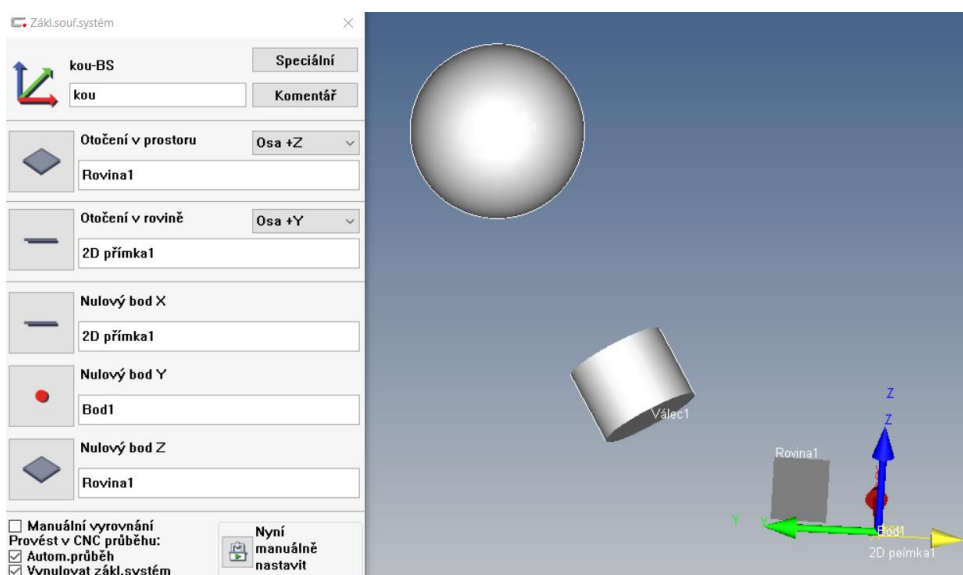 Zákl.souř.systém
kou-BS
Speciální
kou
Komentář
Otočení v prostoru
Osa +Z
Rovina1
Otočení v rovině
Osa +Y
2D přímka1
Nulový bod X
2D přímka1
Nulový bod Y
Bod1
Nulový bod Z
Rovina1
Manuální vyrovnání
Provést v CNC průběhu:
Autom.průběh
Vynulovat zákl.systém
Nyní
manuálně
nastavit
Válec1
Z
Z
Rovina1
Y
Y
Bod1
2D peímka1